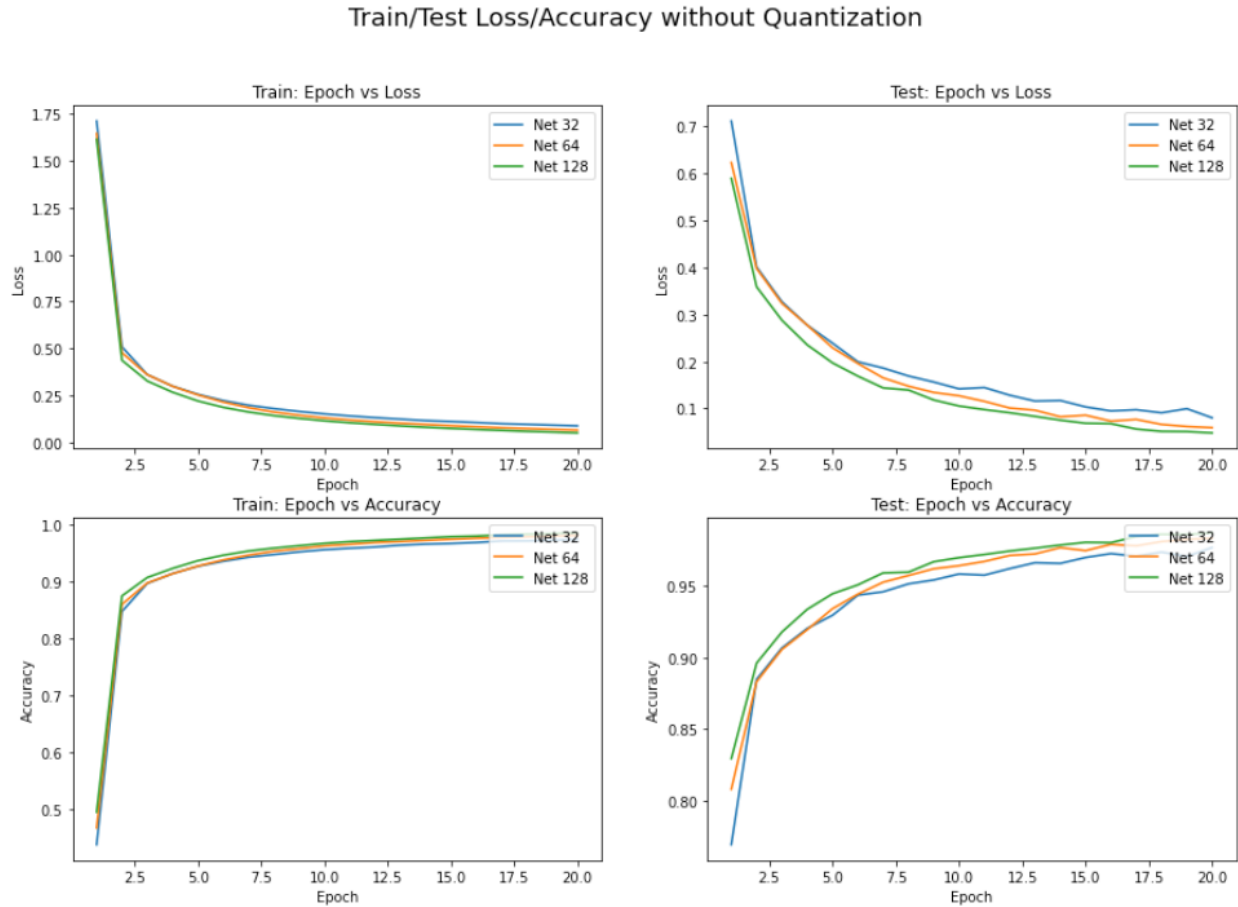 Train/Test Loss/Accuracy without Quantization
Train: Epoch vs Loss
1.75
1.50
1.25
1.00
0.75
0.50
0.25
0.00
Loss
Net 32
Net 64
Net 128
2.5 5.0 7.5 10.0 12.5 15.0 17.5 20.0
Epoch
Test: Epoch vs Loss
0.7
0.6
0.5
0.4
0.3
0.2
0.1
Loss
Net 32
Net 64
Net 128
2.5 5.0 7.5 10.0 12.5 15.0 17.5 20.0
Epoch
Train: Epoch vs Accuracy
1.0
0.9
0.8
0.7
0.6
0.5
Accuracy
Net 32
Net 64
Net 128
2.5 5.0 7.5 10.0 12.5 15.0 17.5 20.0
Epoch
Test: Epoch vs Accuracy
0.95
0.90
0.85
0.80
Accuracy
Net 32
Net 64
Net 128
2.5 5.0 7.5 10.0 12.5 15.0 17.5 20.0
Epoch